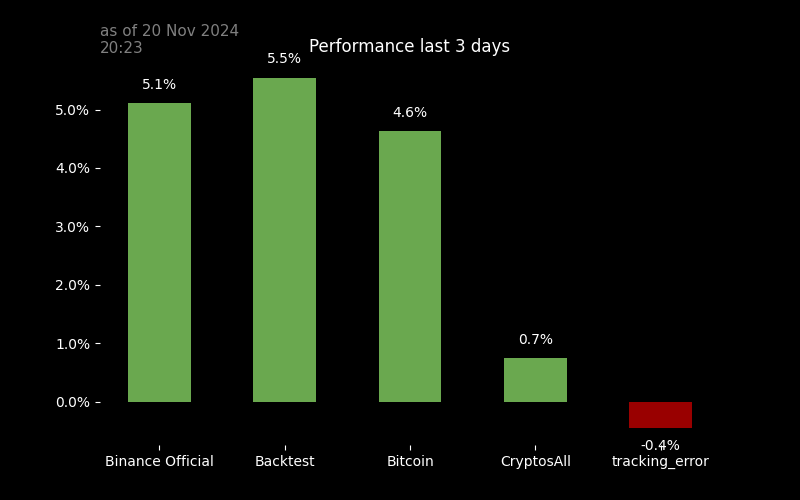 as of 20 Nov 2024
20:23
Performance last 3 days
5.1%
5.5%
4.6%
0.7%
-0.4%
5.0%
4.0%
3.0%
2.0%
1.0%
0.0%
Binance Official
Backtest
Bitcoin
CryptosAll
tracking_error